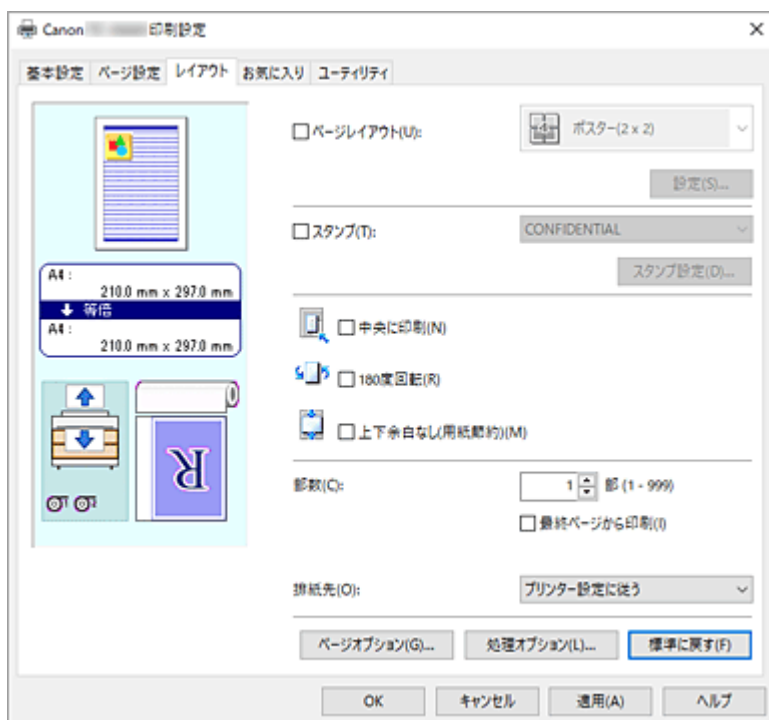 Canon 印刷設定
基本設定 ページ設定 レイアウト お気に入り ユーティリティ
ページレイアウト(U): ポスター(2 x 2)
設定(S)...
スタンプ(T): CONFIDENTIAL
スタンプ設定(D)...
A4 :
210.0 mm x 297.0 mm
等倍
A4 :
210.0 mm x 297.0 mm
中央に印刷(N)
180度回転(R)
上下余白なし(用紙節約)(M)
R
部数(C): 1 部 (1 - 999)
最終ページから印刷(I)
排紙先(O): プリンター設定に従う
ページオプション(G)... 処理オプション(L)... 標準に戻す(F)
OK キャンセル 適用(A) ヘルプ